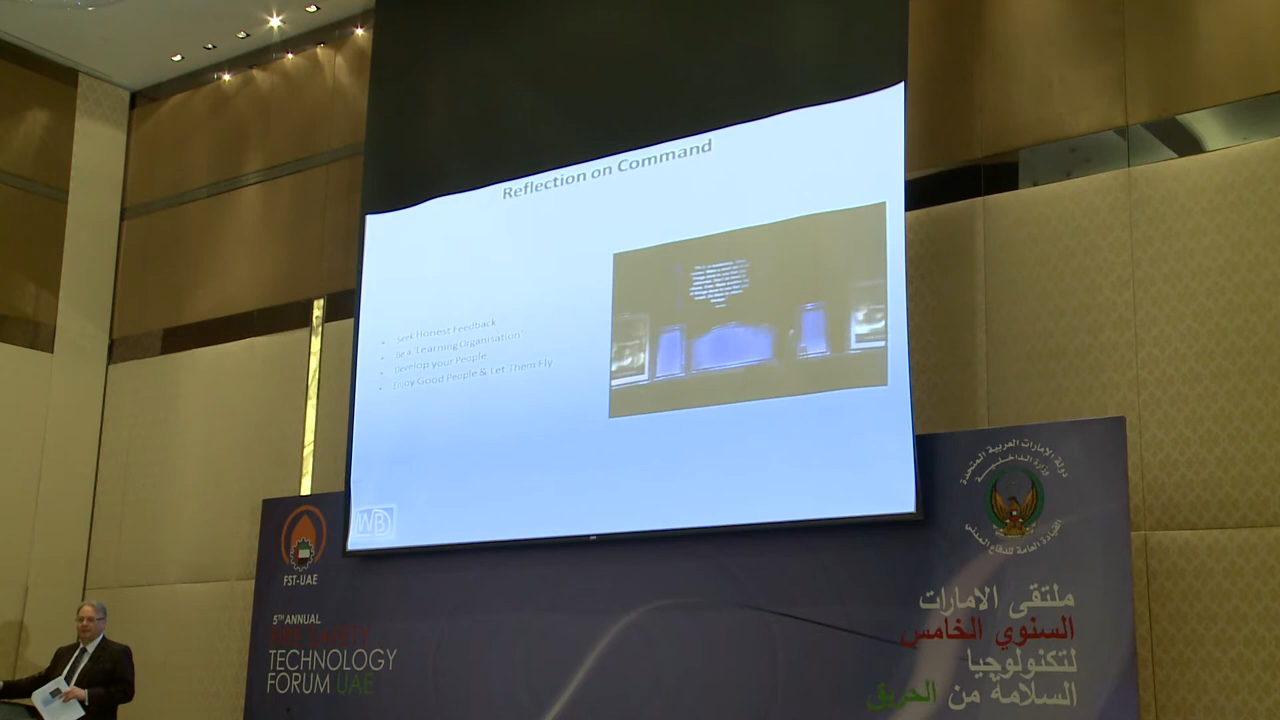 Reflection on Command
Seek Honest Feedback
Be a 'Learning Organisation'
Develop your People
Enjoy Good People & Let Them Fly
WB
FST-UAE
5TH ANNUAL
FIRE SAFETY
TECHNOLOGY
FORUM UAE
دولة الإمارات العربية المتحدة
وزارة الداخلية
القيادة العامة للدفاع المدني
ملتقى الامارات
السنوي الخامس
لتكنولوجيا
السلامة من الحريق